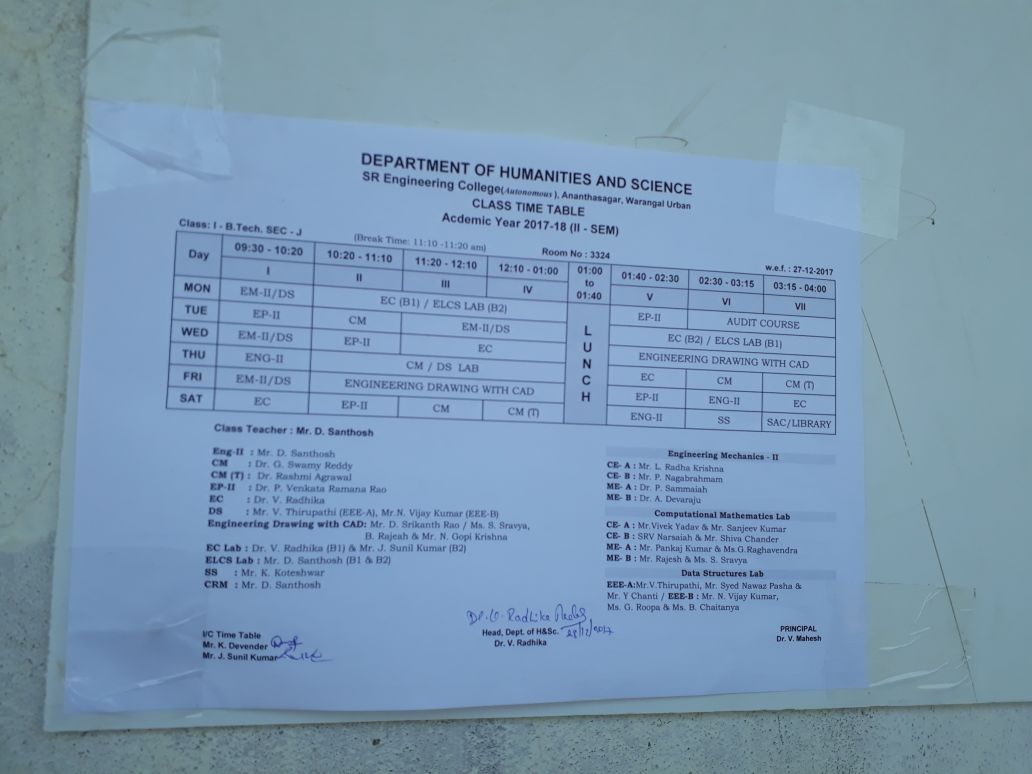 DEPARTMENT OF HUMANITIES AND SCIENCE
SR Engineering College(Autonomous), Ananthasagar, Warangal Urban
CLASS TIME TABLE
Acdemic Year 2017-18 (II - SEM)
Class: I - B.Tech. SEC - J (Break Time: 11:10 -11:20 am) Room No : 3324 w.e.f. : 27-12-2017
Day 09:30 - 10:20 10:20 - 11:10 11:20 - 12:10 12:10 - 01:00 01:00 to 01:40 01:40 - 02:30 02:30 - 03:15 03:15 - 04:00
I II III IV V VI VII
MON EM-II/DS EC (B1) / ELCS LAB (B2) EP-II AUDIT COURSE
TUE EP-II CM EM-II/DS EC (B2) / ELCS LAB (B1)
WED EM-II/DS EP-II EC ENGINEERING DRAWING WITH CAD
THU ENG-II CM / DS LAB EC CM CM (T)
FRI EM-II/DS ENGINEERING DRAWING WITH CAD EP-II ENG-II EC
SAT EC EP-II CM CM (T) ENG-II SS SAC/LIBRARY
LUNCH
Class Teacher : Mr. D. Santhosh
Eng-II : Mr. D. Santhosh
CM : Dr. G. Swamy Reddy
CM (T) : Dr. Rashmi Agrawal
EP-II : Dr. P. Venkata Ramana Rao
EC : Dr. V. Radhika
DS : Mr. V. Thirupathi (EEE-A), Mr.N. Vijay Kumar (EEE-B)
Engineering Drawing with CAD: Mr. D. Srikanth Rao / Ms. S. Sravya,
B. Rajeah & Mr. N. Gopi Krishna
EC Lab : Dr. V. Radhika (B1) & Mr. J. Sunil Kumar (B2)
ELCS Lab : Mr. D. Santhosh (B1 & B2)
SS : Mr. K. Koteshwar
CRM : Mr. D. Santhosh
Engineering Mechanics - II
CE- A : Mr. L. Radha Krishna
CE- B : Mr. P. Nagabrahmam
ME- A : Dr. P. Sammaiah
ME- B : Dr. A. Devaraju
Computational Mathematics Lab
CE- A : Mr.Vivek Yadav & Mr. Sanjeev Kumar
CE- B : SRV Narsaiah & Mr. Shiva Chander
ME- A : Mr. Pankaj Kumar & Ms.G.Raghavendra
ME- B : Mr. Rajesh & Ms. S. Sravya
Data Structures Lab
EEE-A:Mr.V.Thirupathi, Mr. Syed Nawaz Pasha &
Mr. Y Chanti / EEE-B : Mr. N. Vijay Kumar,
Ms. G. Roopa & Ms. B. Chaitanya
I/C Time Table
Mr. K. Devender
Mr. J. Sunil Kumar
Dr. V. Radhika
Head, Dept. of H&Sc. 28/12/2017
Dr. V. Radhika
PRINCIPAL
Dr. V. Mahesh